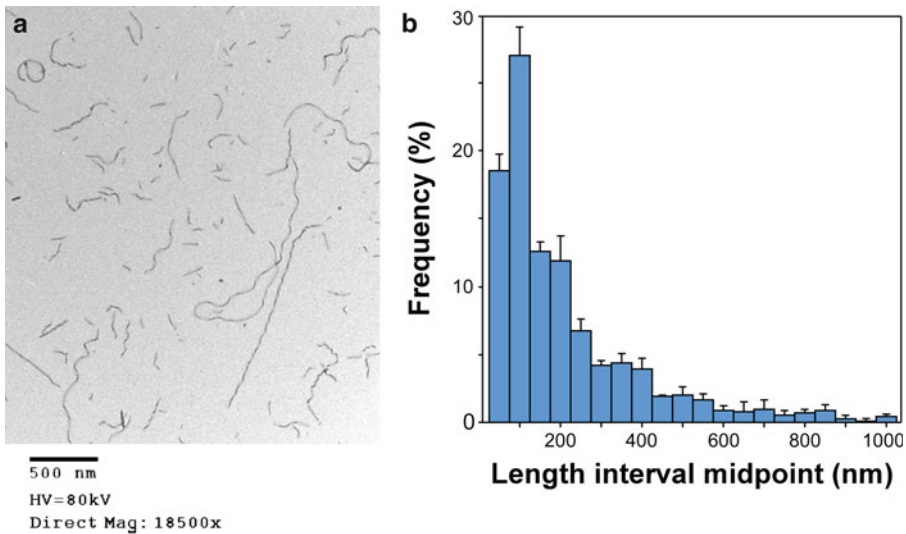 a
500 nm
HV=80kV
Direct Mag: 18500x
b
Frequency (%)
30
20
10
0
200 400 600 800 1000
Length interval midpoint (nm)